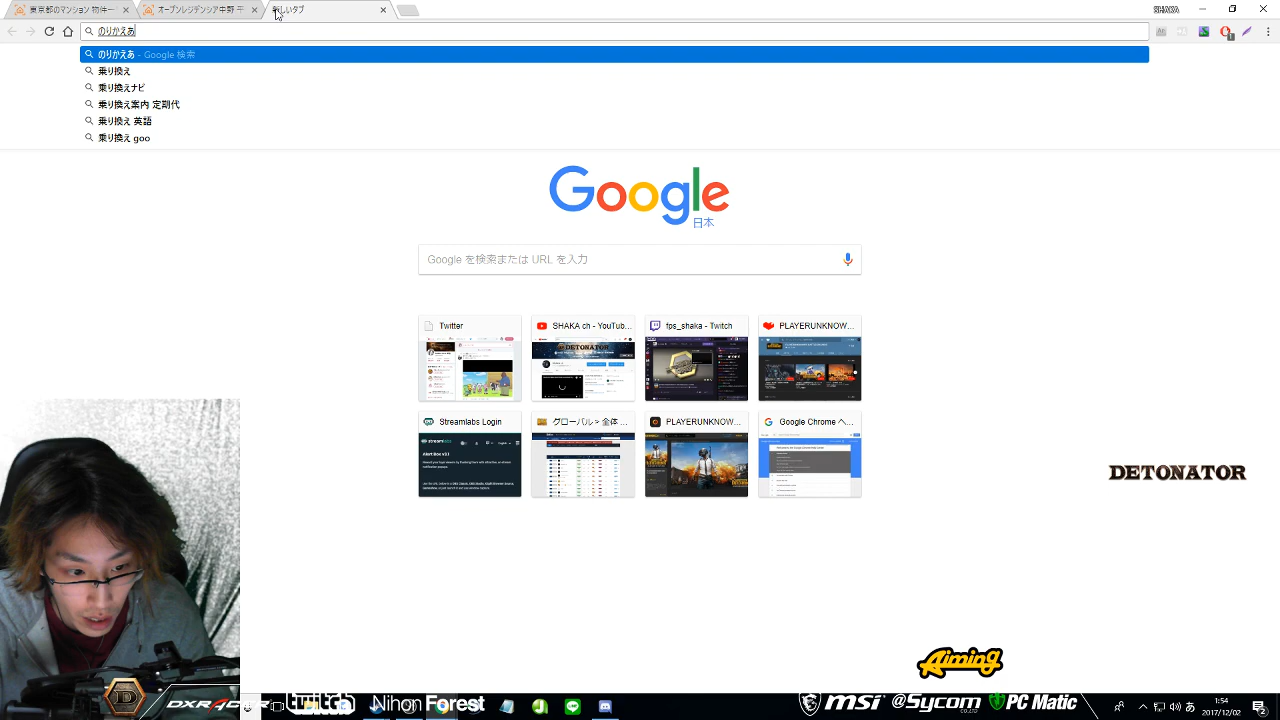 東京都のマンション 物件一
オープンレジデンシア中野 テ
新しいタブ
SHAKA
のりかえあ
のりかえあ - Google 検索
乗り換え
乗り換えナビ
乗り換え案内 定期代
乗り換え 英語
乗り換え goo
Google
日本
Google を検索または URL を入力
Twitter
SHAKA ch - YouTub...
fps_shaka - Twitch
PLAYERUNKNOW...
Streamlabs Login
グローバル > 全体 ...
PLAYERUNKNOW...
Google Chrome へ...
DETONATOR
Aiming
DXRACER
twitch
Nihon Forest
msi
@Sycom
co.,Ltd
PC Matic
あ
1:54
2017/12/02